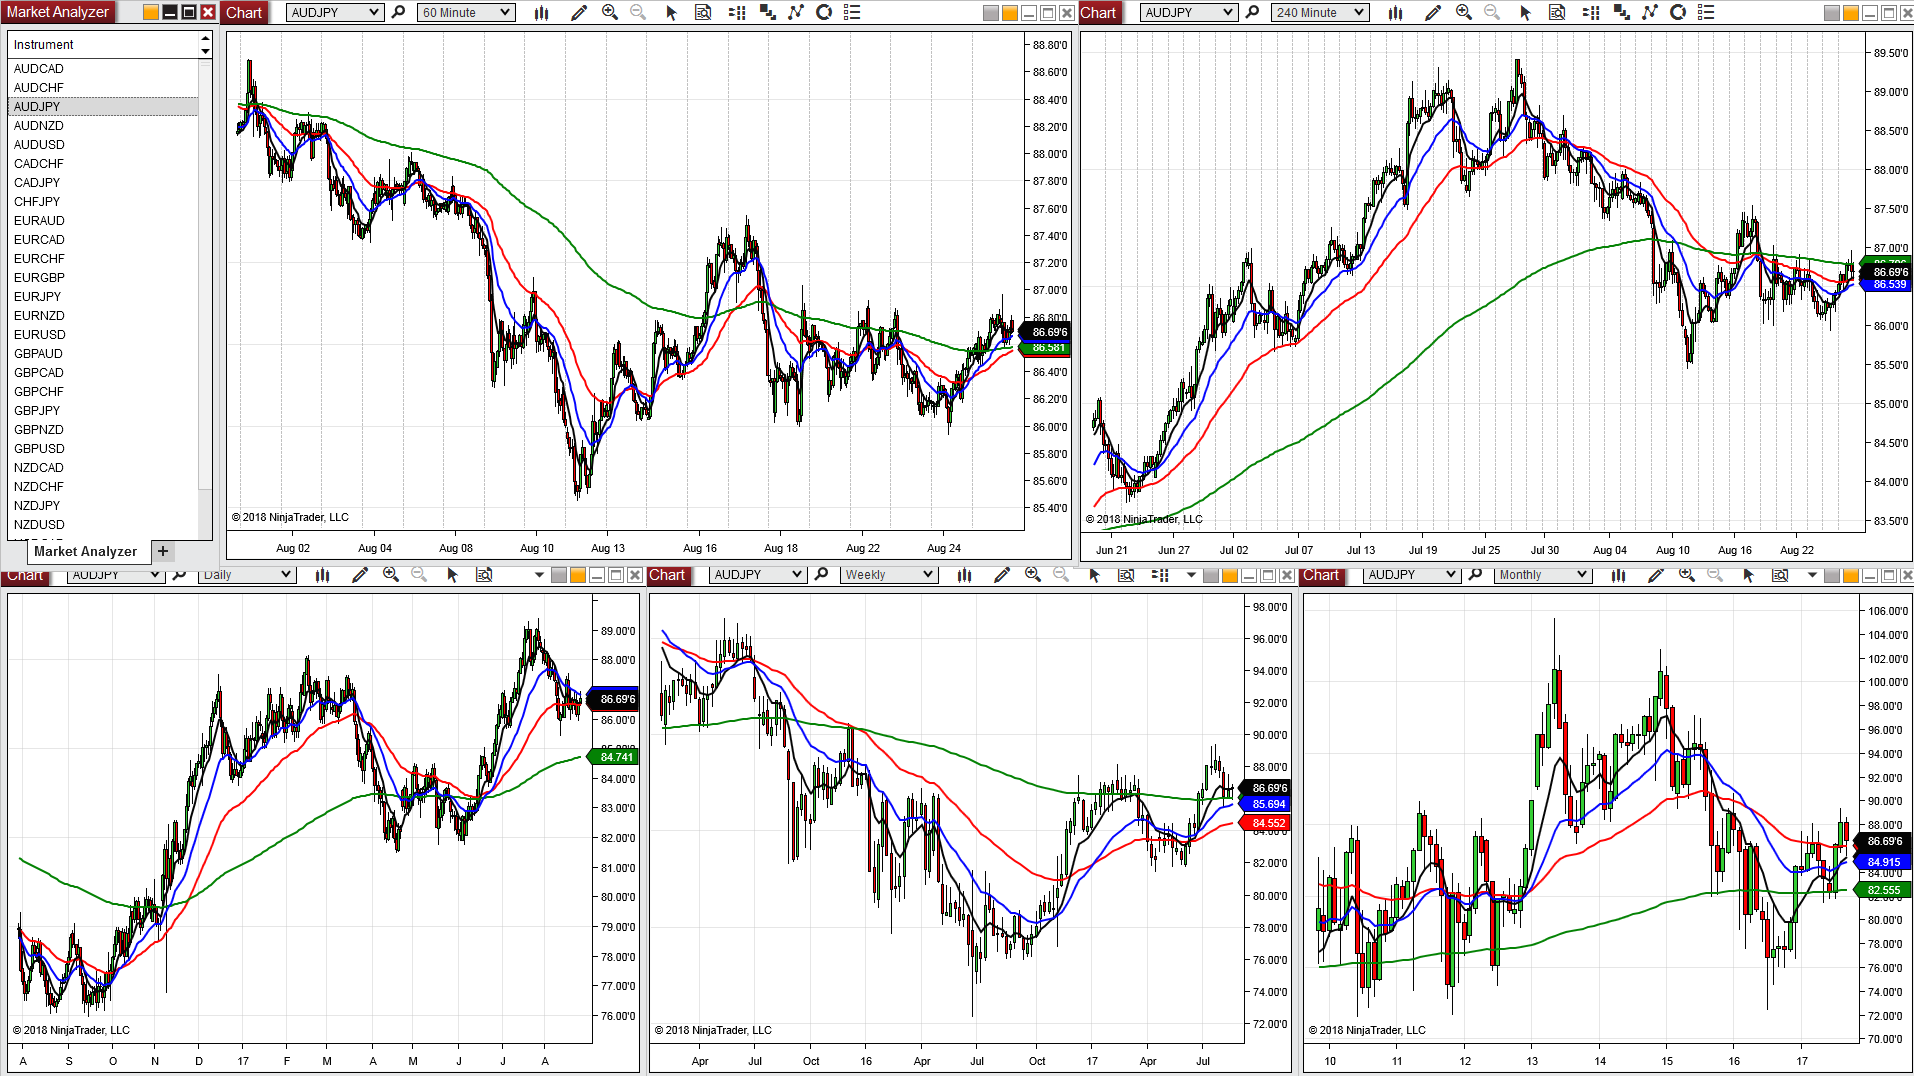 Market Analyzer
Instrument
AUDCAD
AUDCHF
AUDJPY
AUDNZD
AUDUSD
CADCHF
CADJPY
CHFJPY
EURAUD
EURCAD
EURCHF
EURGBP
EURJPY
EURNZD
EURUSD
GBPAUD
GBPCAD
GBPCHF
GBPJPY
GBPNZD
GBPUSD
NZDCAD
NZDCHF
NZDJPY
NZDUSD
Market Analyzer +
Chart AUDJPY 60 Minute
88.80'0
88.60'0
88.40'0
88.20'0
88.00'0
87.80'0
87.60'0
87.40'0
87.20'0
87.00'0
86.80'0
86.69'6
86.581
86.40'0
86.20'0
86.00'0
85.80'0
85.60'0
85.40'0
© 2018 NinjaTrader, LLC
Aug 02 Aug 04 Aug 08 Aug 10 Aug 13 Aug 16 Aug 18 Aug 22 Aug 24
Chart AUDJPY 240 Minute
89.50'0
89.00'0
88.50'0
88.00'0
87.50'0
87.00'0
86.69'6
86.539
86.00'0
85.50'0
85.00'0
84.50'0
84.00'0
83.50'0
© 2018 NinjaTrader, LLC
Jun 21 Jun 27 Jul 02 Jul 07 Jul 13 Jul 19 Jul 25 Jul 30 Aug 04 Aug 10 Aug 16 Aug 22
Chart AUDJPY Daily
89.00'0
88.00'0
86.69'6
86.00'0
84.741
84.00'0
83.00'0
82.00'0
81.00'0
80.00'0
79.00'0
78.00'0
77.00'0
76.00'0
© 2018 NinjaTrader, LLC
A S O N D 17 F M A M J J A
Chart AUDJPY Weekly
98.00'0
96.00'0
94.00'0
92.00'0
90.00'0
88.00'0
86.69'6
85.694
84.552
84.00'0
82.00'0
80.00'0
78.00'0
76.00'0
74.00'0
72.00'0
© 2018 NinjaTrader, LLC
Apr Jul Oct 16 Apr Jul Oct 17 Apr Jul
Chart AUDJPY Monthly
106.00'0
104.00'0
102.00'0
100.00'0
98.00'0
96.00'0
94.00'0
92.00'0
90.00'0
88.00'0
86.69'6
84.915
84.00'0
82.555
80.00'0
78.00'0
76.00'0
74.00'0
72.00'0
70.00'0
© 2018 NinjaTrader, LLC
10 11 12 13 14 15 16 17